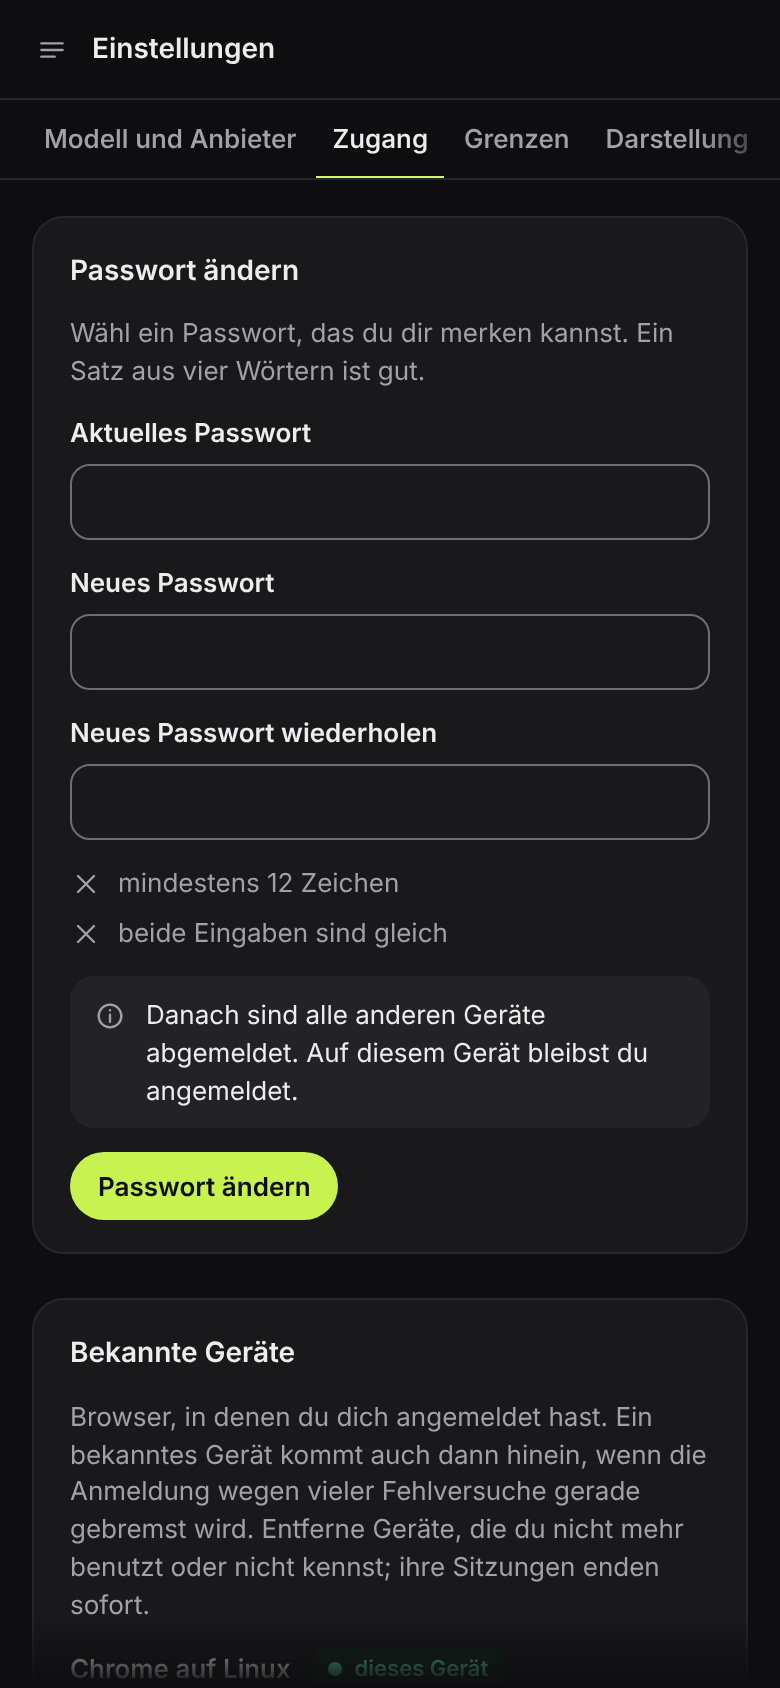 Einstellungen
Modell und Anbieter Zugang Grenzen Darstellung
Passwort ändern
Wähl ein Passwort, das du dir merken kannst. Ein
Satz aus vier Wörtern ist gut.
Aktuelles Passwort
Neues Passwort
Neues Passwort wiederholen
mindestens 12 Zeichen
beide Eingaben sind gleich
Danach sind alle anderen Geräte
abgemeldet. Auf diesem Gerät bleibst du
angemeldet.
Passwort ändern
Bekannte Geräte
Browser, in denen du dich angemeldet hast. Ein
bekanntes Gerät kommt auch dann hinein, wenn die
Anmeldung wegen vieler Fehlversuche gerade
gebremst wird. Entferne Geräte, die du nicht mehr
benutzt oder nicht kennst; ihre Sitzungen enden
sofort.
Chrome auf Linux dieses Gerät